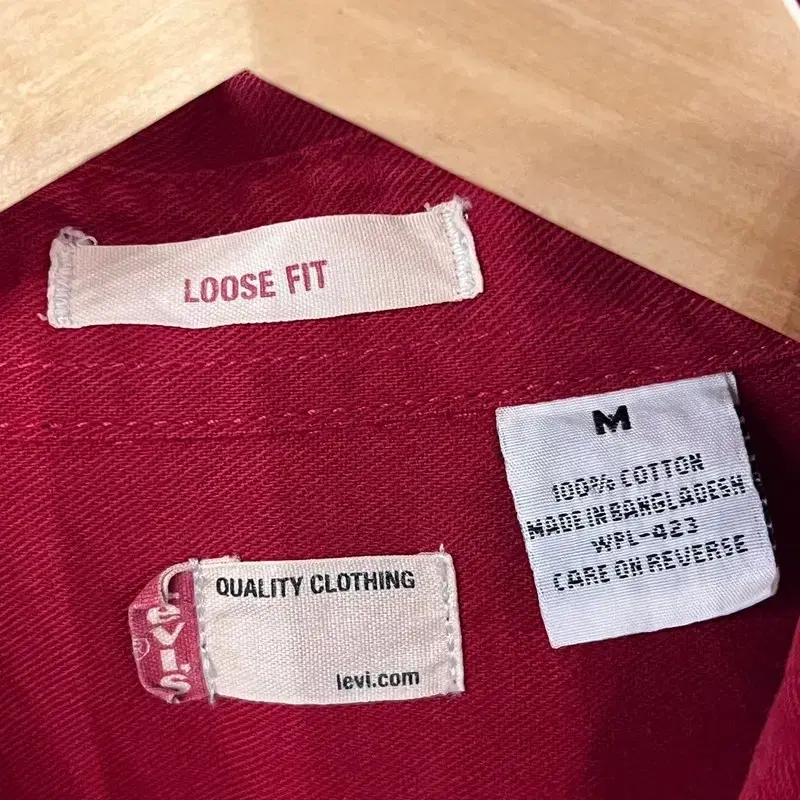 LOOSE FIT
M
100% COTTON
MADE IN BANGLADESH
WPL-423
CARE ON REVERSE
QUALITY CLOTHING
levi.com
Levi's